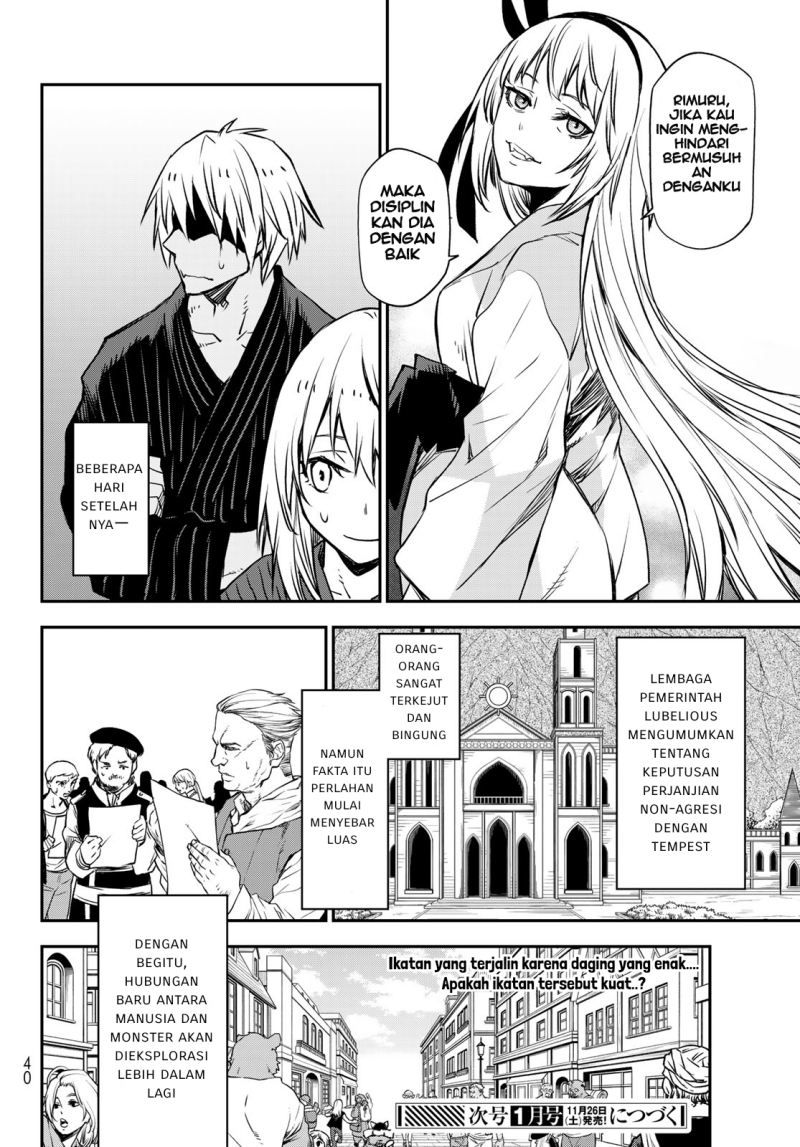 RIMURU,
JIKA KAU
INGIN MENG-
HINDARI
BERMUSUH
AN
DENGANKU
MAKA
DISIPLIN
KAN DIA
DENGAN
BAIK
BEBERAPA
HARI
SETELAH
NYA—
LEMBAGA
PEMERINTAH
LUBELIOUS
MENGUMUMKAN
TENTANG
KEPUTUSAN
PERJANJIAN
NON-AGRESI
DENGAN
TEMPEST
ORANG-
ORANG
SANGAT
TERKEJUT
DAN
BINGUNG
NAMUN
FAKTA ITU
PERLAHAN
MULAI
MENYEBAR
LUAS
DENGAN
BEGITU,
HUBUNGAN
BARU ANTARA
MANUSIA DAN
MONSTER AKAN
DIEKSPLORASI
LEBIH DALAM
LAGI
Ikatan yang terjalin karena daging yang enak....
Apakah ikatan tersebut kuat..?
次号1月号 11月26日(土)発売! につづく
40